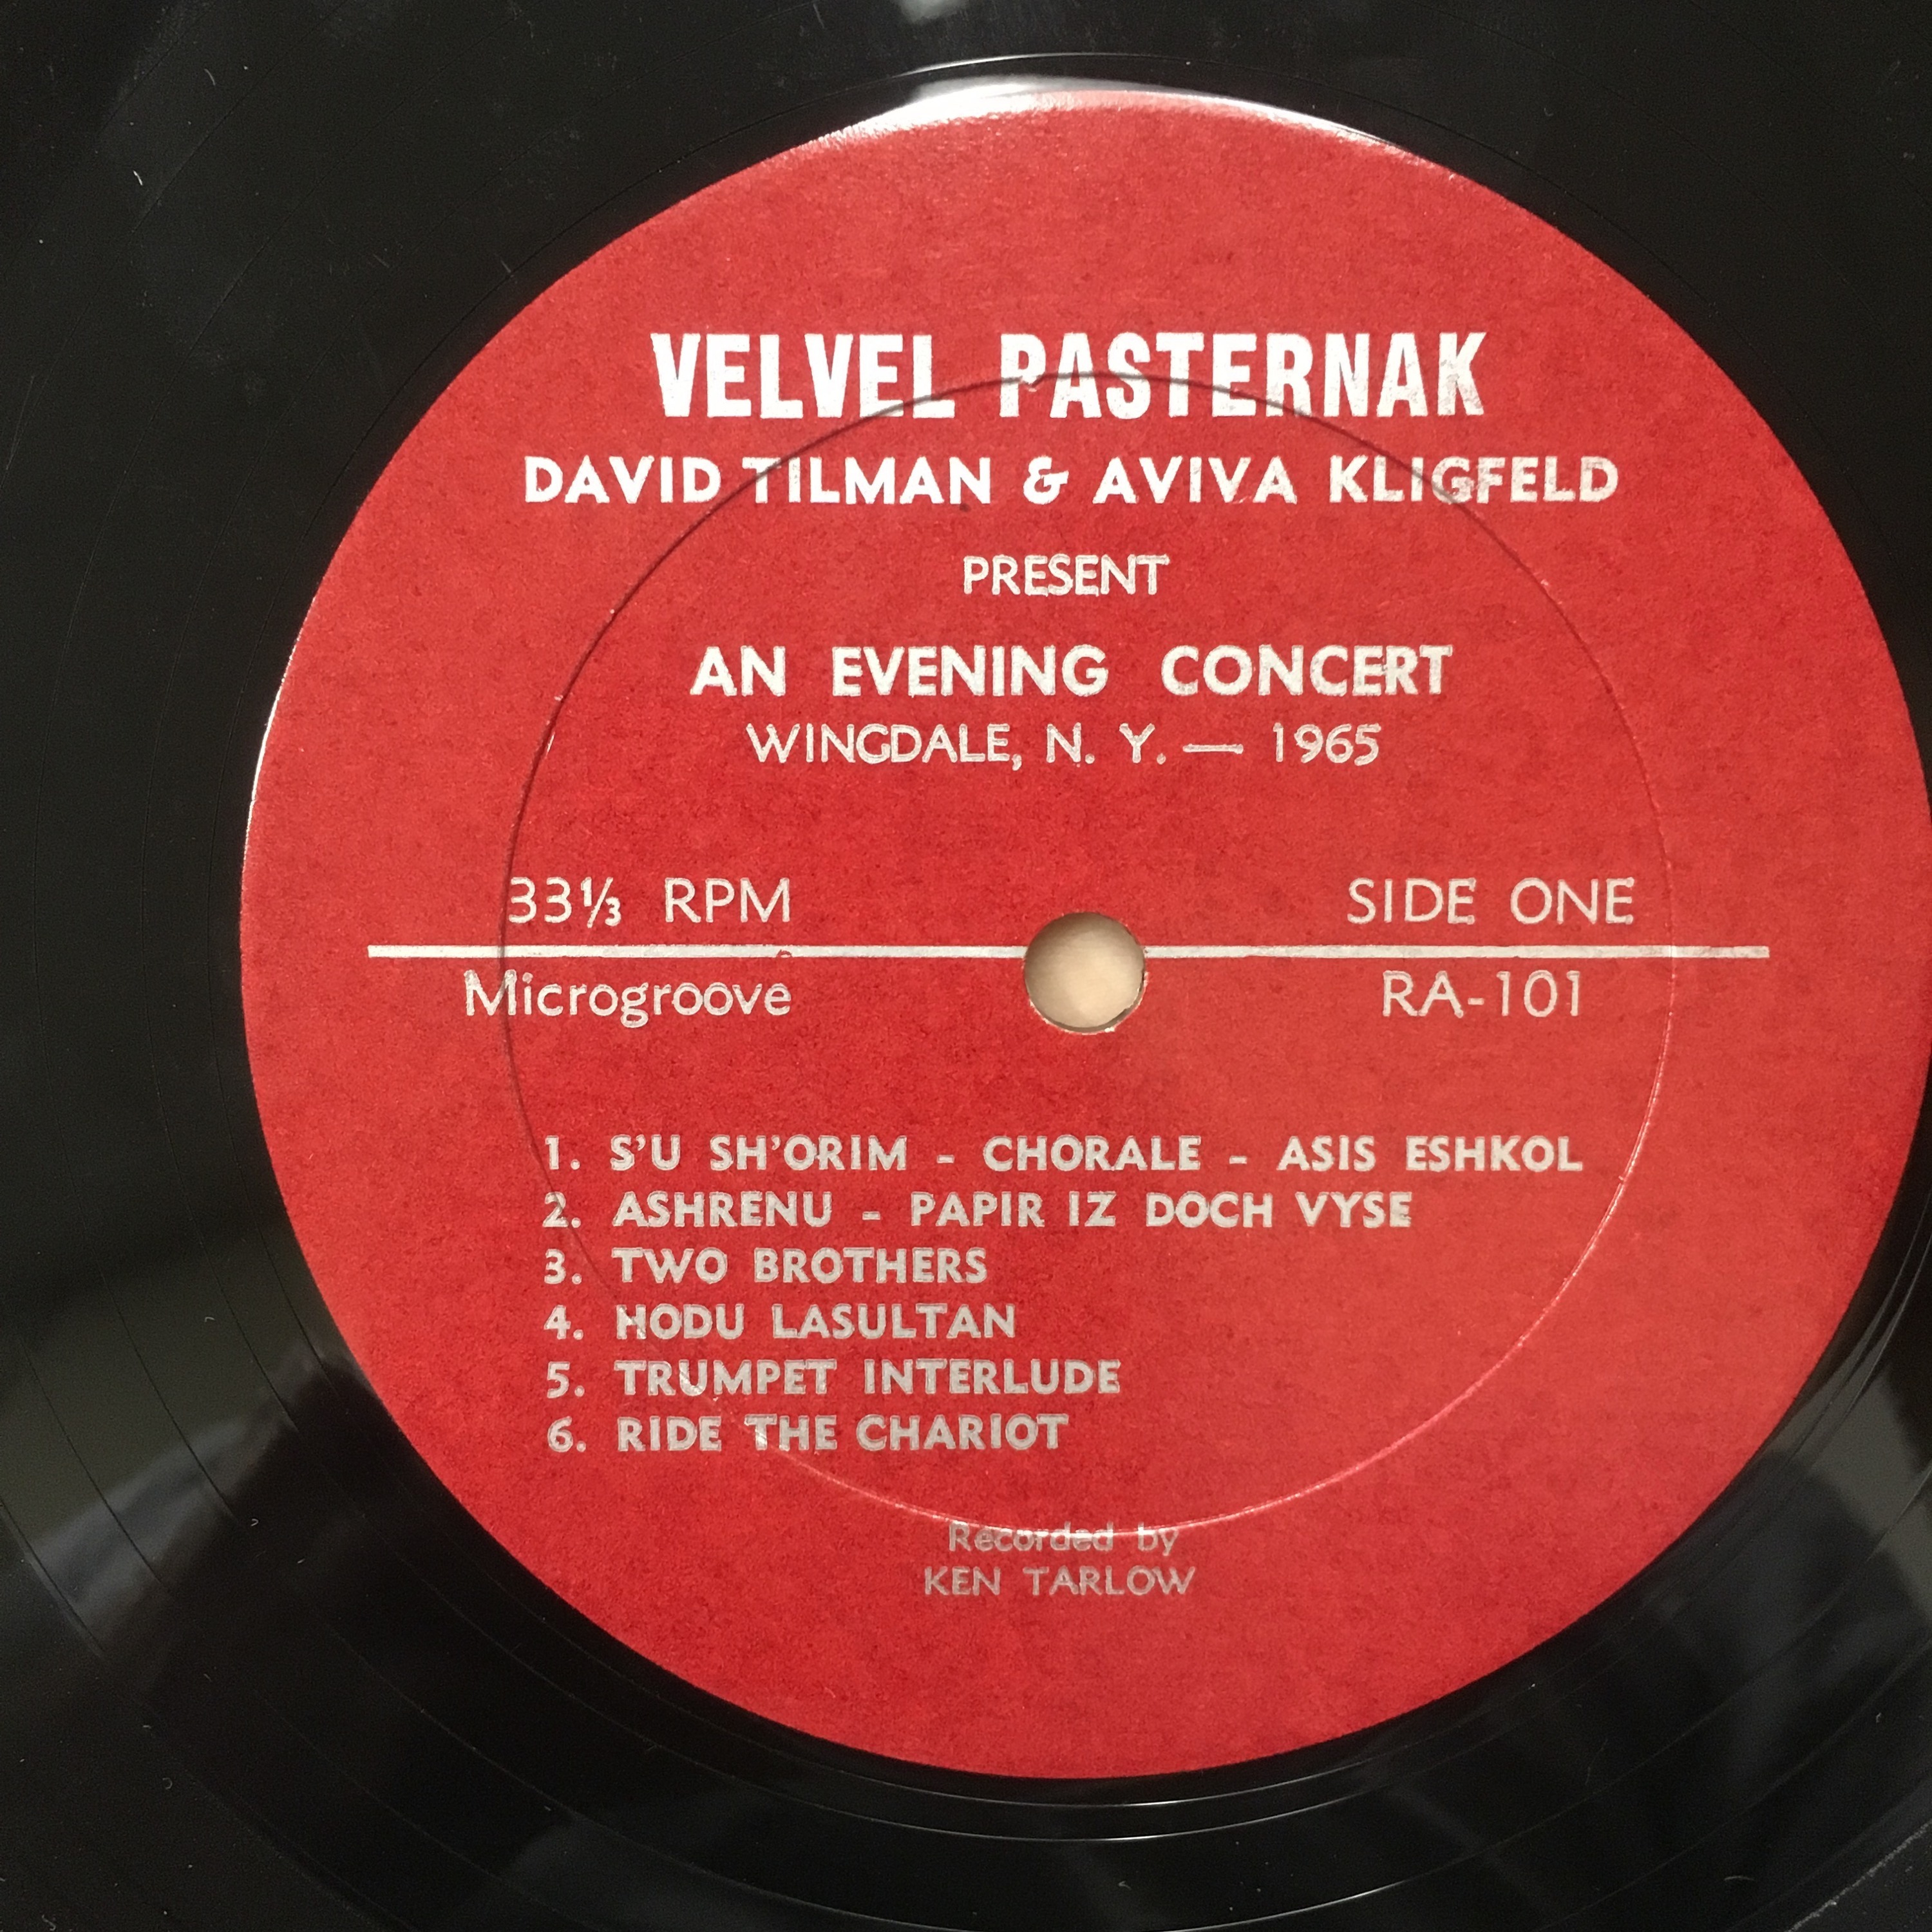 VELVEL PASTERNAK
DAVID TILMAN & AVIVA KLIGFELD
PRESENT
AN EVENING CONCERT
WINGDALE, N. Y. — 1965
33⅓ RPM
SIDE ONE
Microgroove
RA-101
1. S'U SH'ORIM - CHORALE - ASIS ESHKOL
2. ASHRENU - PAPIR IZ DOCH VYSE
3. TWO BROTHERS
4. HODU LASULTAN
5. TRUMPET INTERLUDE
6. RIDE THE CHARIOT
Recorded by
KEN TARLOW